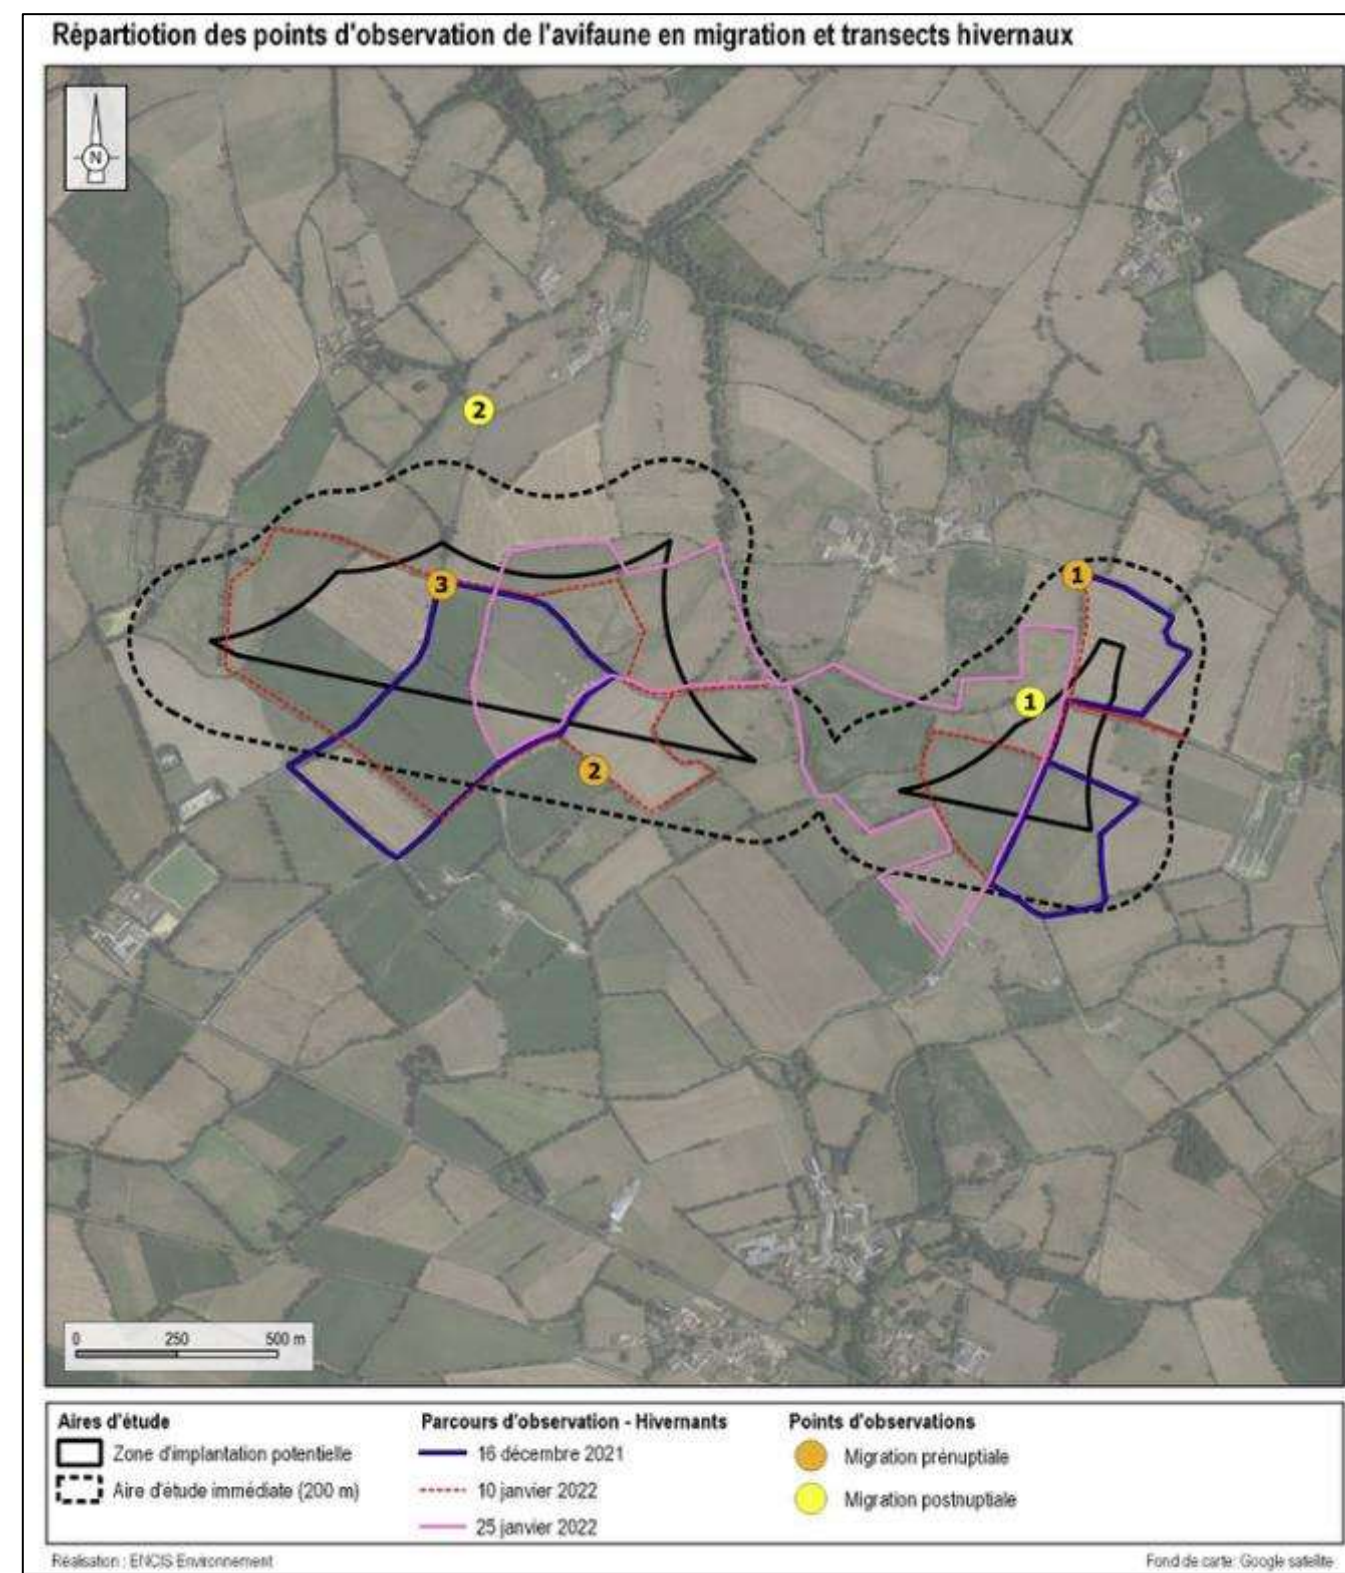 Répartiotion des points d'observation de l'avifaune en migration et transects hivernaux
N
2
3
1
1
2
0 250 500 m
Aires d'étude
Zone d'implantation potentielle
Aire d'étude immédiate (200 m)
Parcours d'observation - Hivernants
16 décembre 2021
10 janvier 2022
25 janvier 2022
Points d'observations
Migration prénuptiale
Migration postnuptiale
Réalisation : ENCIS Environnement
Fond de carte: Google satellite